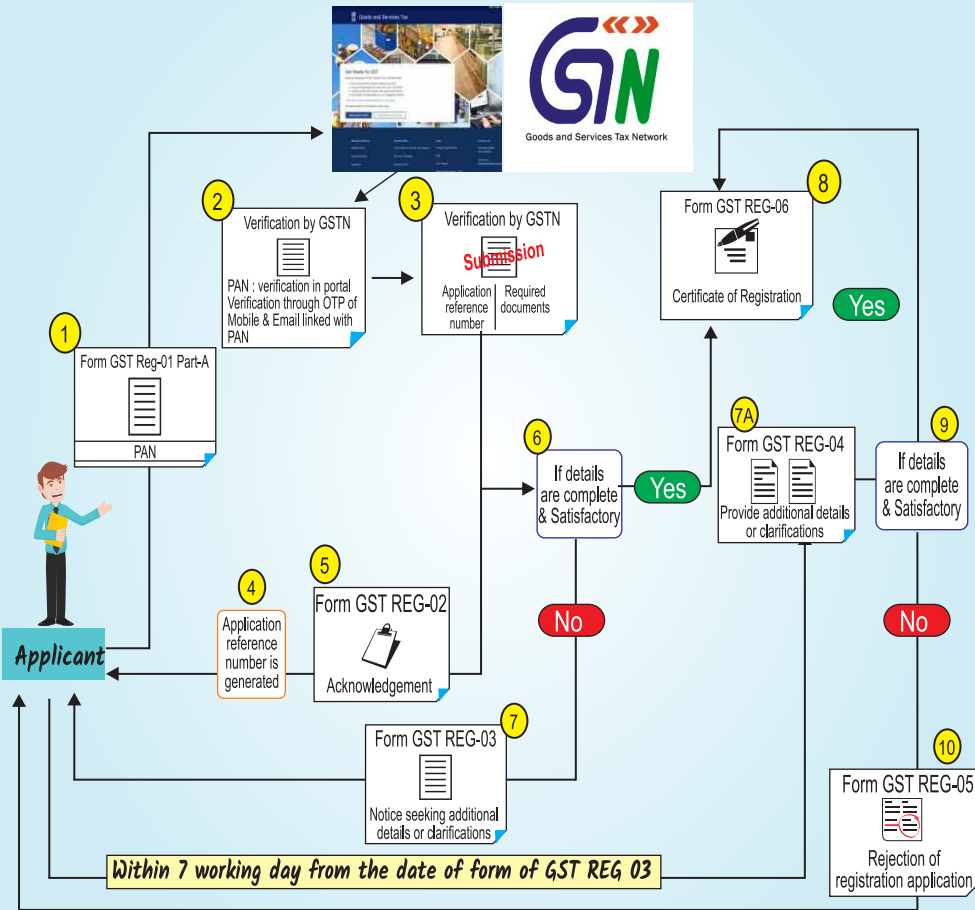 Goods and Services Tax
GSTN
Goods and Services Tax Network
2
Verification by GSTN
PAN : verification in portal
Verification through OTP of
Mobile & Email linked with
PAN
3
Verification by GSTN
Submission
Application
reference
number
Required
documents
8
Form GST REG-06
Certificate of Registration
Yes
1
Form GST Reg-01 Part-A
PAN
6
If details
are complete
& Satisfactory
Yes
7A
Form GST REG-04
Provide additional details
or clarifications
9
If details
are complete
& Satisfactory
No
No
Applicant
4
Application
reference
number is
generated
5
Form GST REG-02
Acknowledgement
7
Form GST REG-03
Notice seeking additional
details or clarifications
10
Form GST REG-05
Rejection of
registration application
Within 7 working day from the date of form of GST REG 03